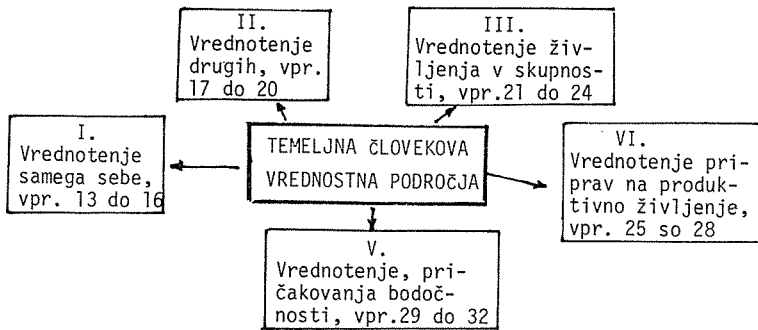 II.
Vrednotenje
drugih, vpr.
17 do 20
III.
Vrednotenje živ-
ljenja v skupnos-
ti, vpr.21 do 24
I.
Vrednotenje
samega sebe,
vpr. 13 do 16
TEMELJNA ČLOVEKOVA
VREDNOSTNA PODROČJA
VI.
Vrednotenje pri-
prav na produk-
tivno življenje,
vpr. 25 so 28
V.
Vrednotenje, pri-
čakovanja bodoč-
nosti, vpr.29 do 32